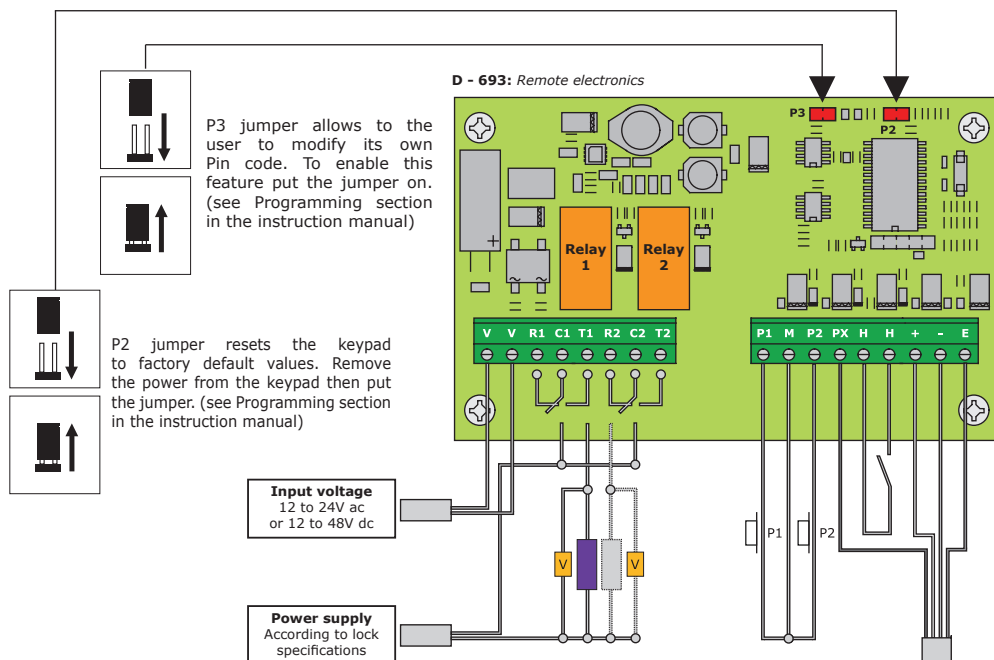 D - 693: Remote electronics
P3 jumper allows to the
user to modify its own
Pin code. To enable this
feature put the jumper on.
(see Programming section
in the instruction manual)
P2 jumper resets the keypad
to factory default values. Remove
the power from the keypad then put
the jumper. (see Programming section
in the instruction manual)
P3
P2
+
Relay
1
Relay
2
V V R1 C1 T1 R2 C2 T2
P1 M P2 PX H H + - E
Input voltage
12 to 24V ac
or 12 to 48V dc
P1
P2
V
V
Power supply
According to lock
specifications